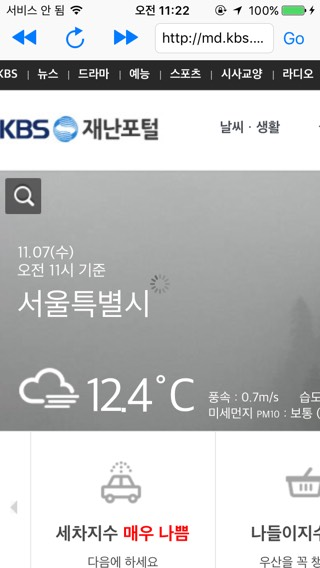 서비스 안 됨 오전 11:22 100%
http://md.kbs.... Go
KBS | 뉴스 | 드라마 | 예능 | 스포츠 | 시사교양 | 라디오
KBS 재난포털 날씨·생활
11.07(수)
오전 11시 기준
서울특별시
12.4°C
풍속 : 0.7m/s 습도
미세먼지 PM10 : 보통 (
세차지수 매우 나쁨 나들이지수
다음에 하세요 우산을 꼭 챙